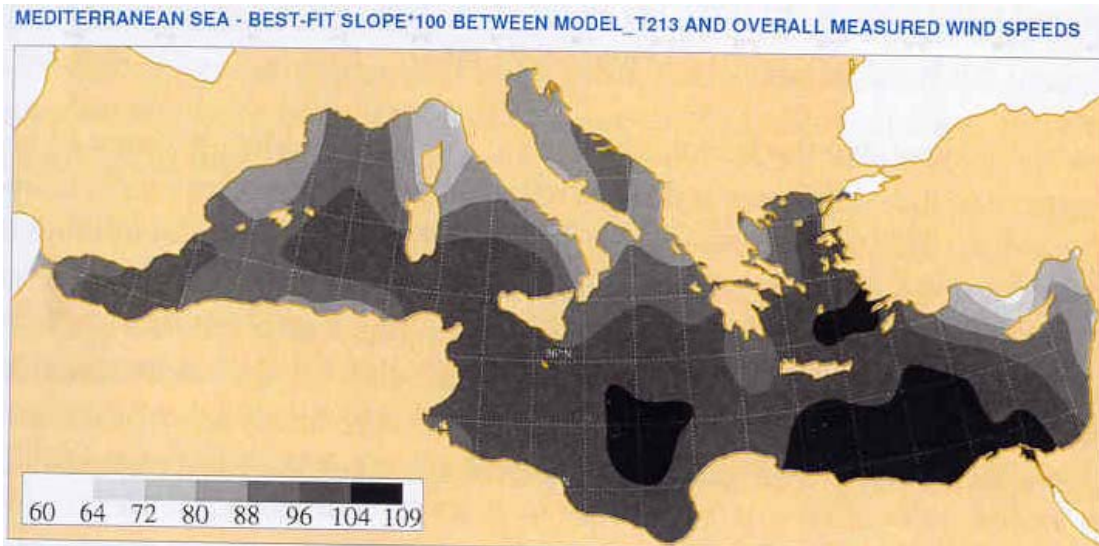 MEDITERRANEAN SEA - BEST-FIT SLOPE*100 BETWEEN MODEL_T213 AND OVERALL MEASURED WIND SPEEDS
36°N
60 64 72 80 88 96 104 109